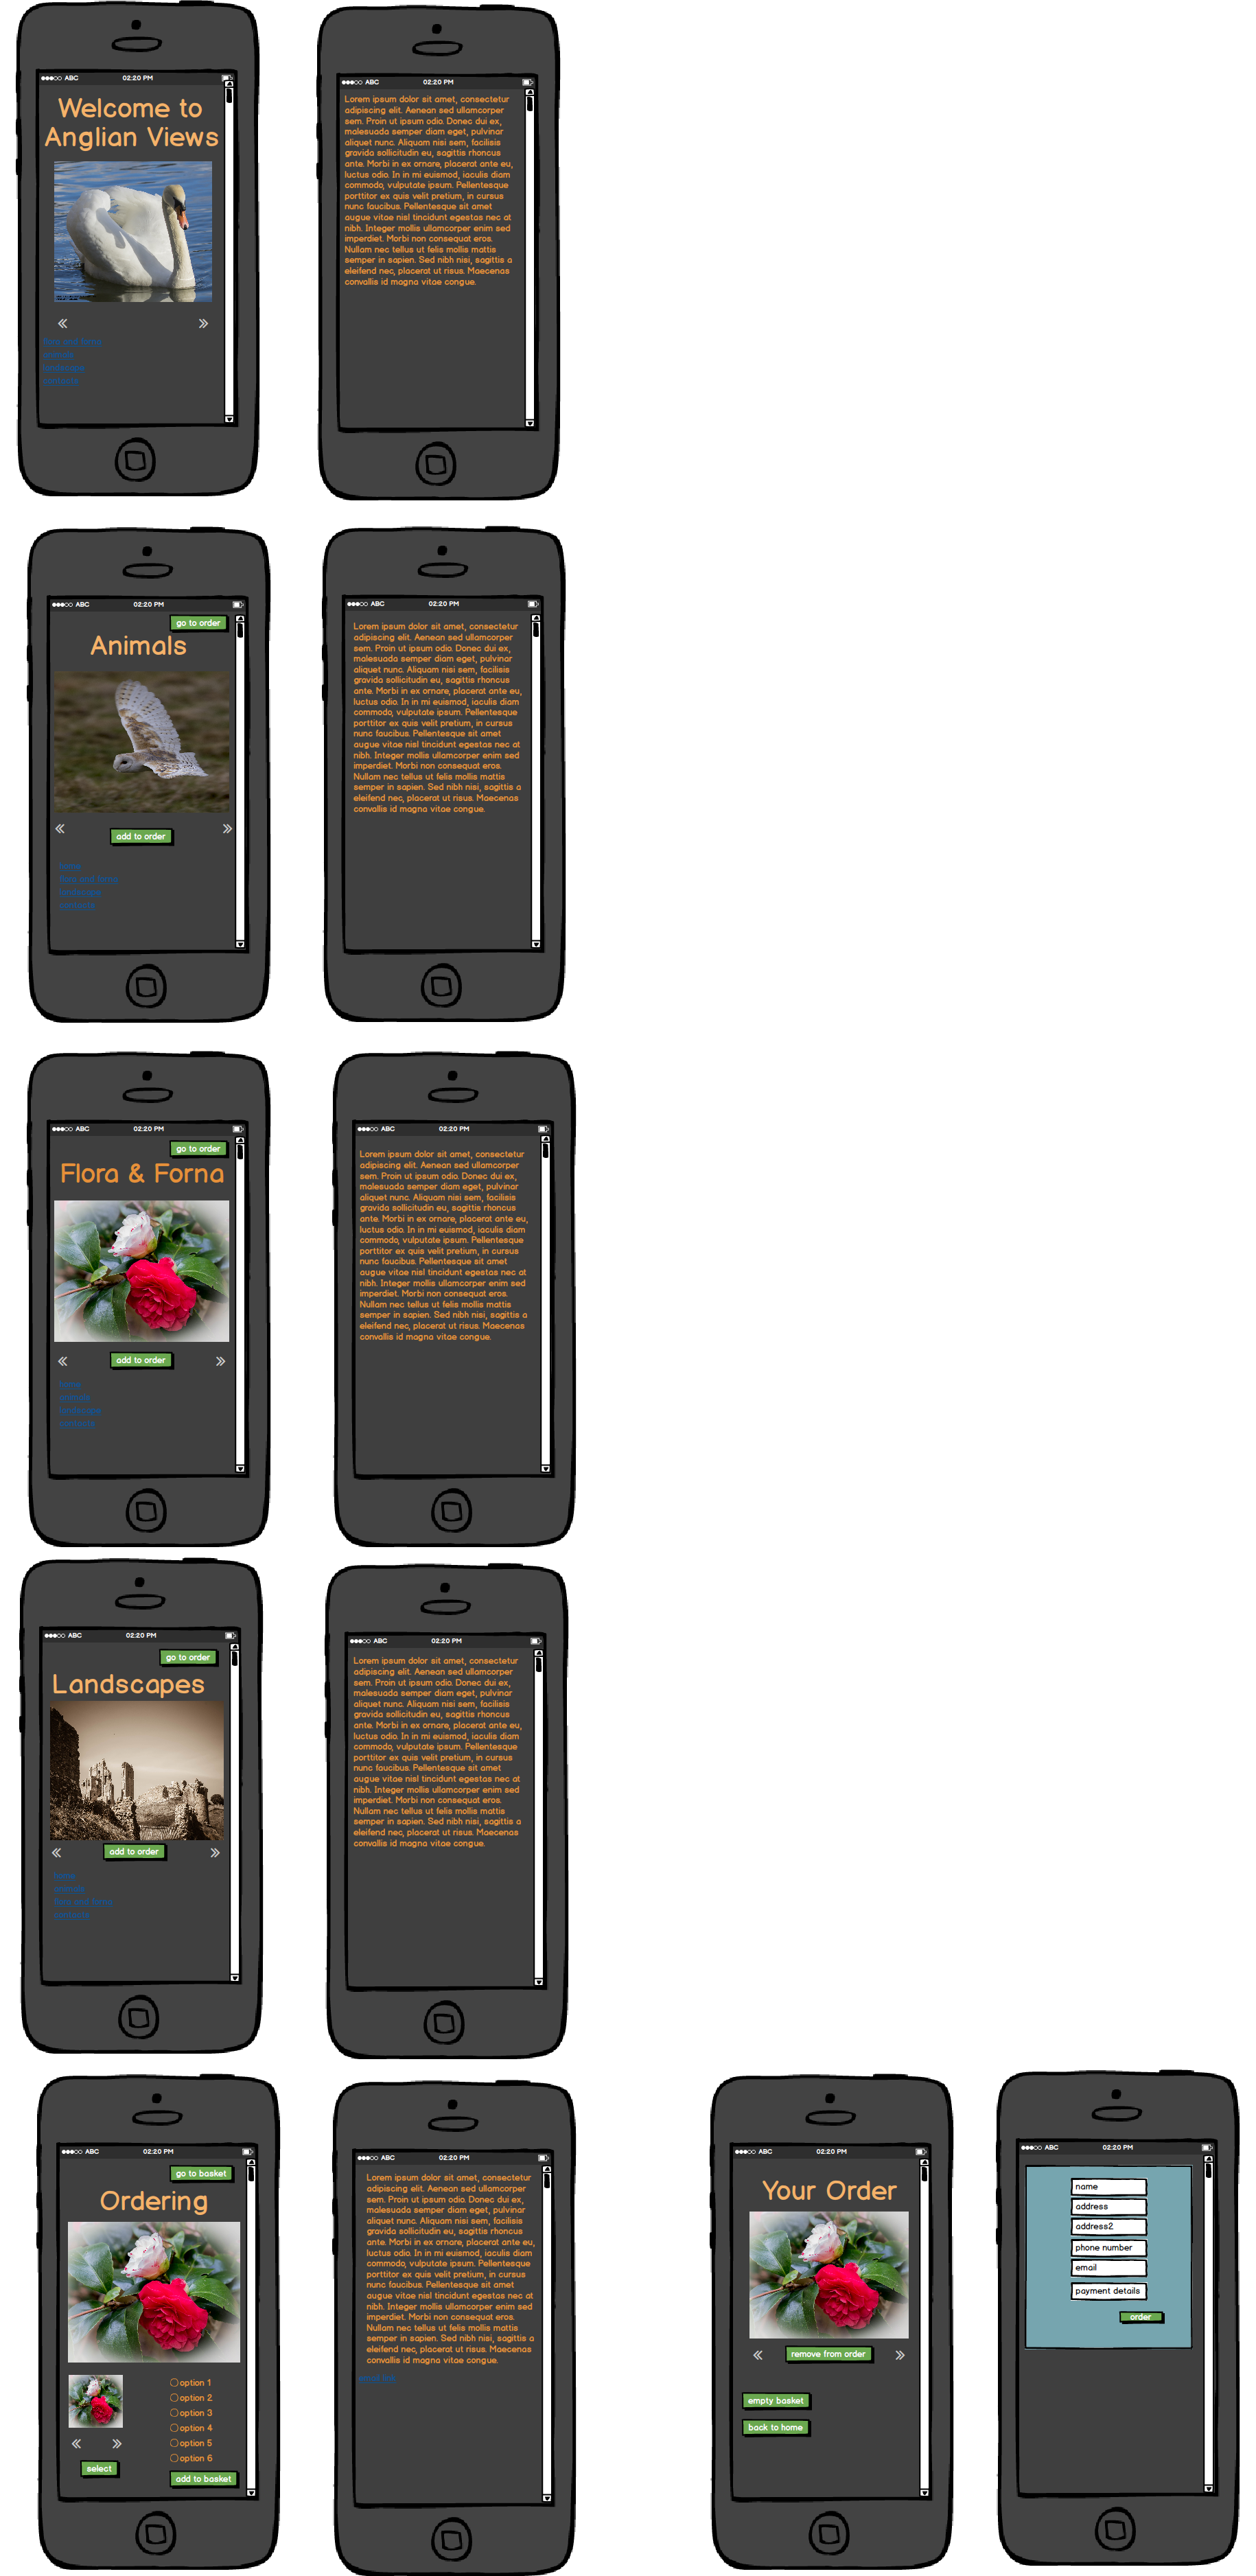 ABC 02:20 PM
Welcome to
Anglian Views
flora and forna
animals
landscape
contacts
ABC 02:20 PM
Lorem ipsum dolor sit amet, consectetur
adipiscing elit. Aenean sed ullamcorper
sem. Proin ut ipsum odio. Donec dui ex,
malesuada semper diam eget, pulvinar
aliquet nunc. Aliquam nisi sem, facilisis
gravida sollicitudin eu, sagittis rhoncus
ante. Morbi in ex ornare, placerat ante eu,
luctus odio. In in mi euismod, iaculis diam
commodo, vulputate ipsum. Pellentesque
porttitor ex quis velit pretium, in cursus
nunc faucibus. Pellentesque sit amet
augue vitae nisl tincidunt egestas nec at
nibh. Integer mollis ullamcorper enim sed
imperdiet. Morbi non consequat eros.
Nullam nec tellus ut felis mollis mattis
semper in sapien. Sed nibh nisi, sagittis a
eleifend nec, placerat ut risus. Maecenas
convallis id magna vitae congue.
ABC 02:20 PM
go to order
Animals
add to order
home
flora and forna
landscape
contacts
ABC 02:20 PM
Lorem ipsum dolor sit amet, consectetur
adipiscing elit. Aenean sed ullamcorper
sem. Proin ut ipsum odio. Donec dui ex,
malesuada semper diam eget, pulvinar
aliquet nunc. Aliquam nisi sem, facilisis
gravida sollicitudin eu, sagittis rhoncus
ante. Morbi in ex ornare, placerat ante eu,
luctus odio. In in mi euismod, iaculis diam
commodo, vulputate ipsum. Pellentesque
porttitor ex quis velit pretium, in cursus
nunc faucibus. Pellentesque sit amet
augue vitae nisl tincidunt egestas nec at
nibh. Integer mollis ullamcorper enim sed
imperdiet. Morbi non consequat eros.
Nullam nec tellus ut felis mollis mattis
semper in sapien. Sed nibh nisi, sagittis a
eleifend nec, placerat ut risus. Maecenas
convallis id magna vitae congue.
ABC 02:20 PM
go to order
Flora & Forna
add to order
home
animals
landscape
contacts
ABC 02:20 PM
Lorem ipsum dolor sit amet, consectetur
adipiscing elit. Aenean sed ullamcorper
sem. Proin ut ipsum odio. Donec dui ex,
malesuada semper diam eget, pulvinar
aliquet nunc. Aliquam nisi sem, facilisis
gravida sollicitudin eu, sagittis rhoncus
ante. Morbi in ex ornare, placerat ante eu,
luctus odio. In in mi euismod, iaculis diam
commodo, vulputate ipsum. Pellentesque
porttitor ex quis velit pretium, in cursus
nunc faucibus. Pellentesque sit amet
augue vitae nisl tincidunt egestas nec at
nibh. Integer mollis ullamcorper enim sed
imperdiet. Morbi non consequat eros.
Nullam nec tellus ut felis mollis mattis
semper in sapien. Sed nibh nisi, sagittis a
eleifend nec, placerat ut risus. Maecenas
convallis id magna vitae congue.
ABC 02:20 PM
go to order
Landscapes
add to order
home
animals
flora and forna
contacts
ABC 02:20 PM
Lorem ipsum dolor sit amet, consectetur
adipiscing elit. Aenean sed ullamcorper
sem. Proin ut ipsum odio. Donec dui ex,
malesuada semper diam eget, pulvinar
aliquet nunc. Aliquam nisi sem, facilisis
gravida sollicitudin eu, sagittis rhoncus
ante. Morbi in ex ornare, placerat ante eu,
luctus odio. In in mi euismod, iaculis diam
commodo, vulputate ipsum. Pellentesque
porttitor ex quis velit pretium, in cursus
nunc faucibus. Pellentesque sit amet
augue vitae nisl tincidunt egestas nec at
nibh. Integer mollis ullamcorper enim sed
imperdiet. Morbi non consequat eros.
Nullam nec tellus ut felis mollis mattis
semper in sapien. Sed nibh nisi, sagittis a
eleifend nec, placerat ut risus. Maecenas
convallis id magna vitae congue.
ABC 02:20 PM
go to basket
Ordering
option 1
option 2
option 3
option 4
option 5
option 6
select
add to basket
ABC 02:20 PM
Lorem ipsum dolor sit amet, consectetur
adipiscing elit. Aenean sed ullamcorper
sem. Proin ut ipsum odio. Donec dui ex,
malesuada semper diam eget, pulvinar
aliquet nunc. Aliquam nisi sem, facilisis
gravida sollicitudin eu, sagittis rhoncus
ante. Morbi in ex ornare, placerat ante eu,
luctus odio. In in mi euismod, iaculis diam
commodo, vulputate ipsum. Pellentesque
porttitor ex quis velit pretium, in cursus
nunc faucibus. Pellentesque sit amet
augue vitae nisl tincidunt egestas nec at
nibh. Integer mollis ullamcorper enim sed
imperdiet. Morbi non consequat eros.
Nullam nec tellus ut felis mollis mattis
semper in sapien. Sed nibh nisi, sagittis a
eleifend nec, placerat ut risus. Maecenas
convallis id magna vitae congue.
ABC 02:20 PM
Your Order
remove from order
empty basket
back to home
ABC 02:20 PM
name
address
address2
phone number
email
payment details
order